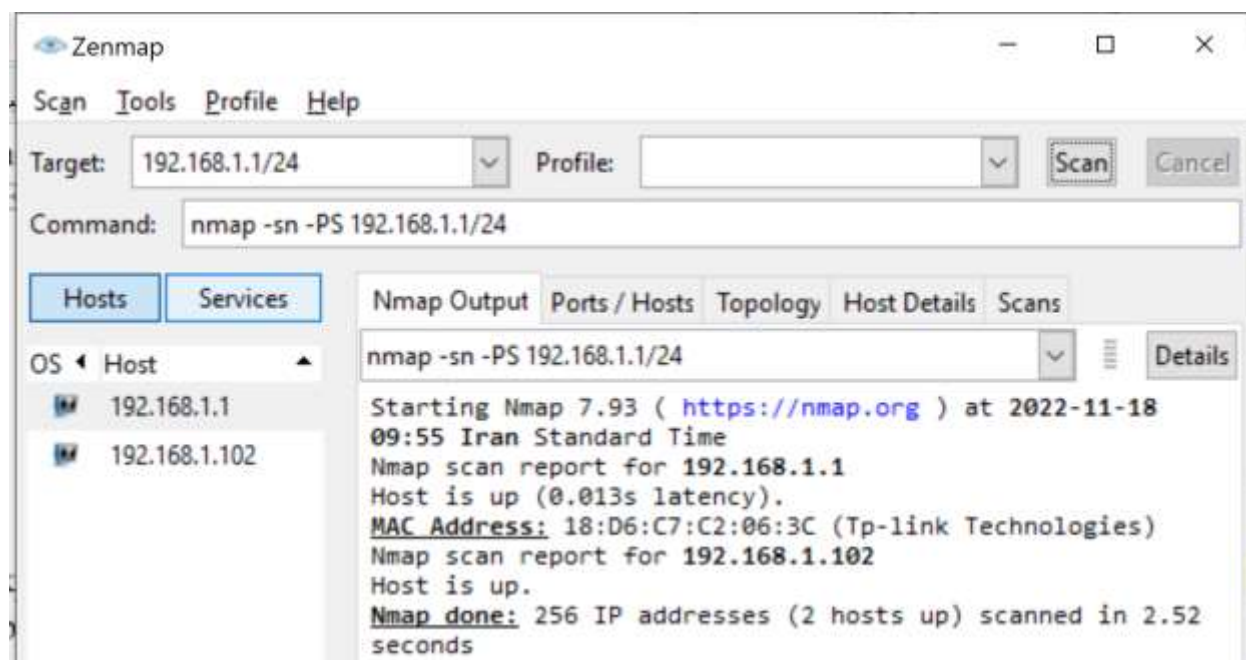 Zenmap
Scan Tools Profile Help
Target: 192.168.1.1/24 Profile: Scan Cancel
Command: nmap -sn -PS 192.168.1.1/24
Hosts Services Nmap Output Ports / Hosts Topology Host Details Scans
OS Host nmap -sn -PS 192.168.1.1/24 Details
192.168.1.1
192.168.1.102
Starting Nmap 7.93 ( https://nmap.org ) at 2022-11-18
09:55 Iran Standard Time
Nmap scan report for 192.168.1.1
Host is up (0.013s latency).
MAC Address: 18:D6:C7:C2:06:3C (Tp-link Technologies)
Nmap scan report for 192.168.1.102
Host is up.
Nmap done: 256 IP addresses (2 hosts up) scanned in 2.52
seconds